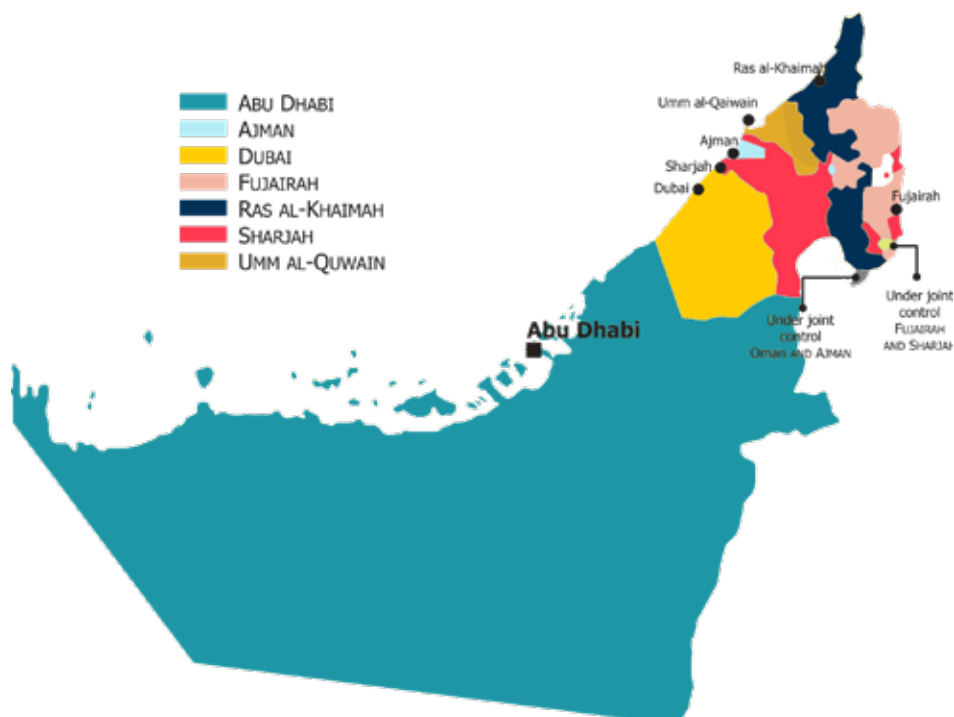 ABU DHABI
AJMAN
DUBAI
FUJAIRAH
RAS AL-KHAIMAH
SHARJAH
UMM AL-QUWAIN
Ras al-Khaimah
Umm al-Qaiwain
Ajman
Sharjah
Dubai
Fujairah
Under joint
control
FUJAIRAH
AND SHARJAH
Under joint
control
Oman AND AJMAN
Abu Dhabi